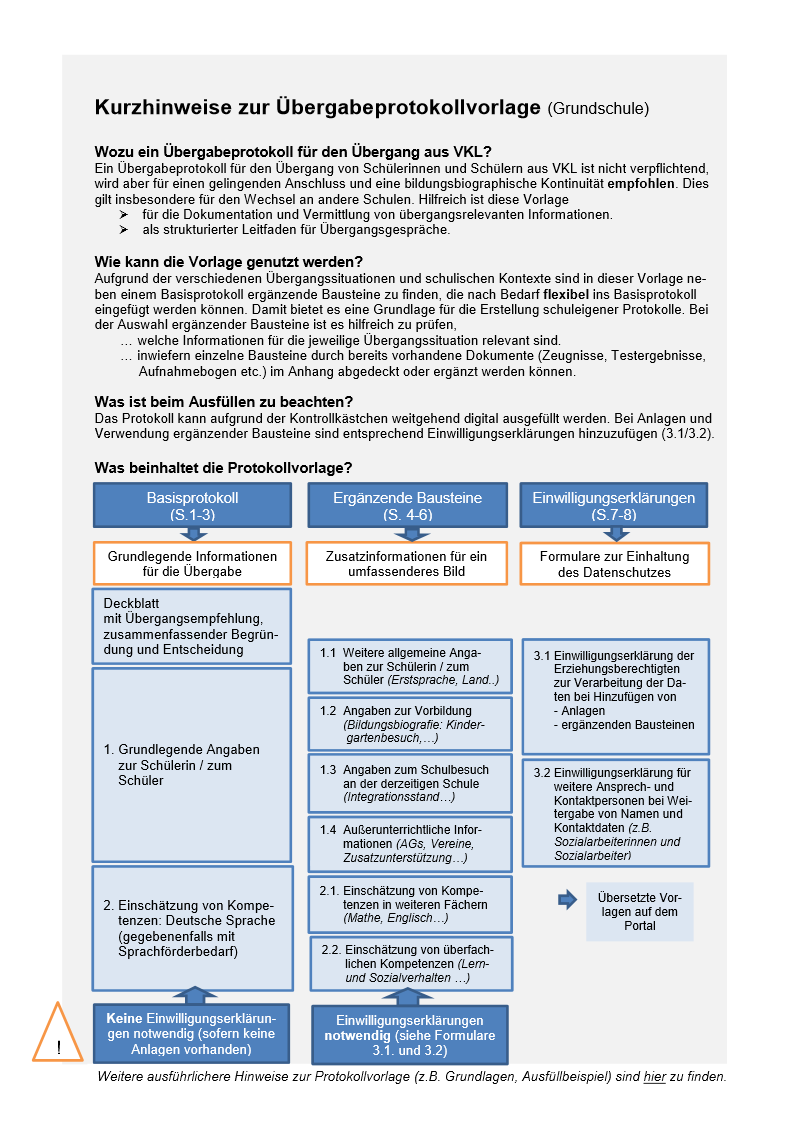 Kurzhinweise zur Übergabeprotokollvorlage (Grundschule)
Wozu ein Übergabeprotokoll für den Übergang aus VKL?
Ein Übergabeprotokoll für den Übergang von Schülerinnen und Schülern aus VKL ist nicht verpflichtend,
wird aber für einen gelingenden Anschluss und eine bildungsbiographische Kontinuität empfohlen. Dies
gilt insbesondere für den Wechsel an andere Schulen. Hilfreich ist diese Vorlage
➢ für die Dokumentation und Vermittlung von übergangsrelevanten Informationen.
➢ als strukturierter Leitfaden für Übergangsgespräche.
Wie kann die Vorlage genutzt werden?
Aufgrund der verschiedenen Übergangssituationen und schulischen Kontexte sind in dieser Vorlage ne-
ben einem Basisprotokoll ergänzende Bausteine zu finden, die nach Bedarf flexibel ins Basisprotokoll
eingefügt werden können. Damit bietet es eine Grundlage für die Erstellung schuleigener Protokolle. Bei
der Auswahl ergänzender Bausteine ist es hilfreich zu prüfen,
… welche Informationen für die jeweilige Übergangssituation relevant sind.
… inwiefern einzelne Bausteine durch bereits vorhandene Dokumente (Zeugnisse, Testergebnisse,
Aufnahmebogen etc.) im Anhang abgedeckt oder ergänzt werden können.
Was ist beim Ausfüllen zu beachten?
Das Protokoll kann aufgrund der Kontrollkästchen weitgehend digital ausgefüllt werden. Bei Anlagen und
Verwendung ergänzender Bausteine sind entsprechend Einwilligungserklärungen hinzuzufügen (3.1/3.2).
Was beinhaltet die Protokollvorlage?
Basisprotokoll
(S.1-3)
Grundlegende Informationen
für die Übergabe
Deckblatt
mit Übergangsempfehlung,
zusammenfassender Begrün-
dung und Entscheidung
1. Grundlegende Angaben
zur Schülerin / zum
Schüler
2. Einschätzung von Kompe-
tenzen: Deutsche Sprache
(gegebenenfalls mit
Sprachförderbedarf)
Keine Einwilligungserklärun-
gen notwendig (sofern keine
Anlagen vorhanden)
Ergänzende Bausteine
(S. 4-6)
Zusatzinformationen für ein
umfassenderes Bild
1.1 Weitere allgemeine Anga-
ben zur Schülerin / zum
Schüler (Erstsprache, Land..)
1.2 Angaben zur Vorbildung
(Bildungsbiografie: Kinder-
gartenbesuch,…)
1.3 Angaben zum Schulbesuch
an der derzeitigen Schule
(Integrationsstand…)
1.4 Außerunterrichtliche Infor-
mationen (AGs, Vereine,
Zusatzunterstützung…)
2.1. Einschätzung von Kompe-
tenzen in weiteren Fächern
(Mathe, Englisch…)
2.2. Einschätzung von überfach-
lichen Kompetenzen (Lern-
und Sozialverhalten …)
Einwilligungserklärungen
notwendig (siehe Formulare
3.1. und 3.2)
Einwilligungserklärungen
(S.7-8)
Formulare zur Einhaltung
des Datenschutzes
3.1 Einwilligungserklärung der
Erziehungsberechtigten
zur Verarbeitung der Da-
ten bei Hinzufügen von
- Anlagen
- ergänzenden Bausteinen
3.2 Einwilligungserklärung für
weitere Ansprech- und
Kontaktpersonen bei Wei-
tergabe von Namen und
Kontaktdaten (z.B.
Sozialarbeiterinnen und
Sozialarbeiter)
Übersetzte Vor-
lagen auf dem
Portal
!
Weitere ausführlichere Hinweise zur Protokollvorlage (z.B. Grundlagen, Ausfüllbeispiel) sind hier zu finden.